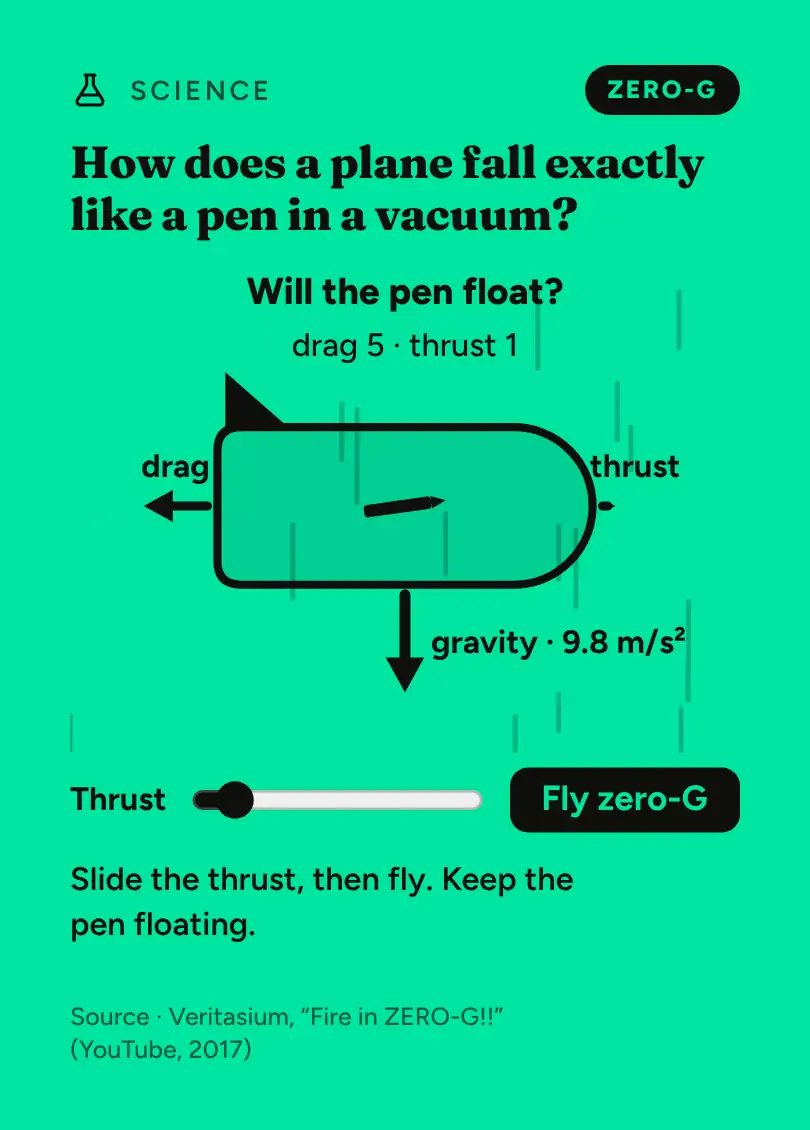 SCIENCE
ZERO-G
How does a plane fall exactly
like a pen in a vacuum?
Will the pen float?
drag 5 · thrust 1
drag
thrust
gravity · 9.8 m/s²
Thrust
Fly zero-G
Slide the thrust, then fly. Keep the
pen floating.
Source · Veritasium, “Fire in ZERO-G!!”
(YouTube, 2017)